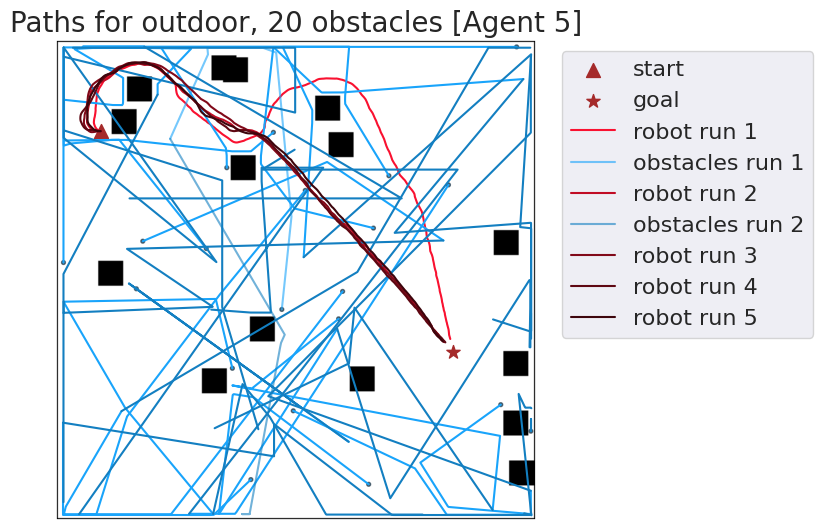 Paths for outdoor, 20 obstacles [Agent 5]
start
goal
robot run 1
obstacles run 1
robot run 2
obstacles run 2
robot run 3
robot run 4
robot run 5